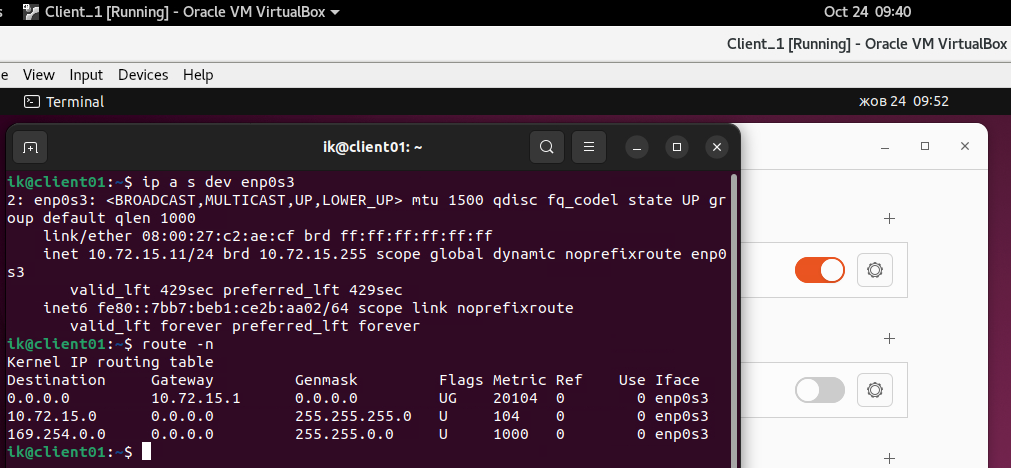 Client_1 [Running] - Oracle VM VirtualBox
Oct 24 09:40
Client_1 [Running] - Oracle VM VirtualBox
e View Input Devices Help
Terminal
жов 24 09:52
ik@client01: ~
ik@client01:~$ ip a s dev enp0s3
2: enp0s3: <BROADCAST,MULTICAST,UP,LOWER_UP> mtu 1500 qdisc fq_codel state UP gr
oup default qlen 1000
    link/ether 08:00:27:c2:ae:cf brd ff:ff:ff:ff:ff:ff
    inet 10.72.15.11/24 brd 10.72.15.255 scope global dynamic noprefixroute enp0
s3
       valid_lft 429sec preferred_lft 429sec
    inet6 fe80::7bb7:beb1:ce2b:aa02/64 scope link noprefixroute
       valid_lft forever preferred_lft forever
ik@client01:~$ route -n
Kernel IP routing table
Destination     Gateway         Genmask         Flags Metric Ref    Use Iface
0.0.0.0         10.72.15.1      0.0.0.0         UG    20104  0        0 enp0s3
10.72.15.0      0.0.0.0         255.255.255.0   U     104    0        0 enp0s3
169.254.0.0     0.0.0.0         255.255.0.0     U     1000   0        0 enp0s3
ik@client01:~$